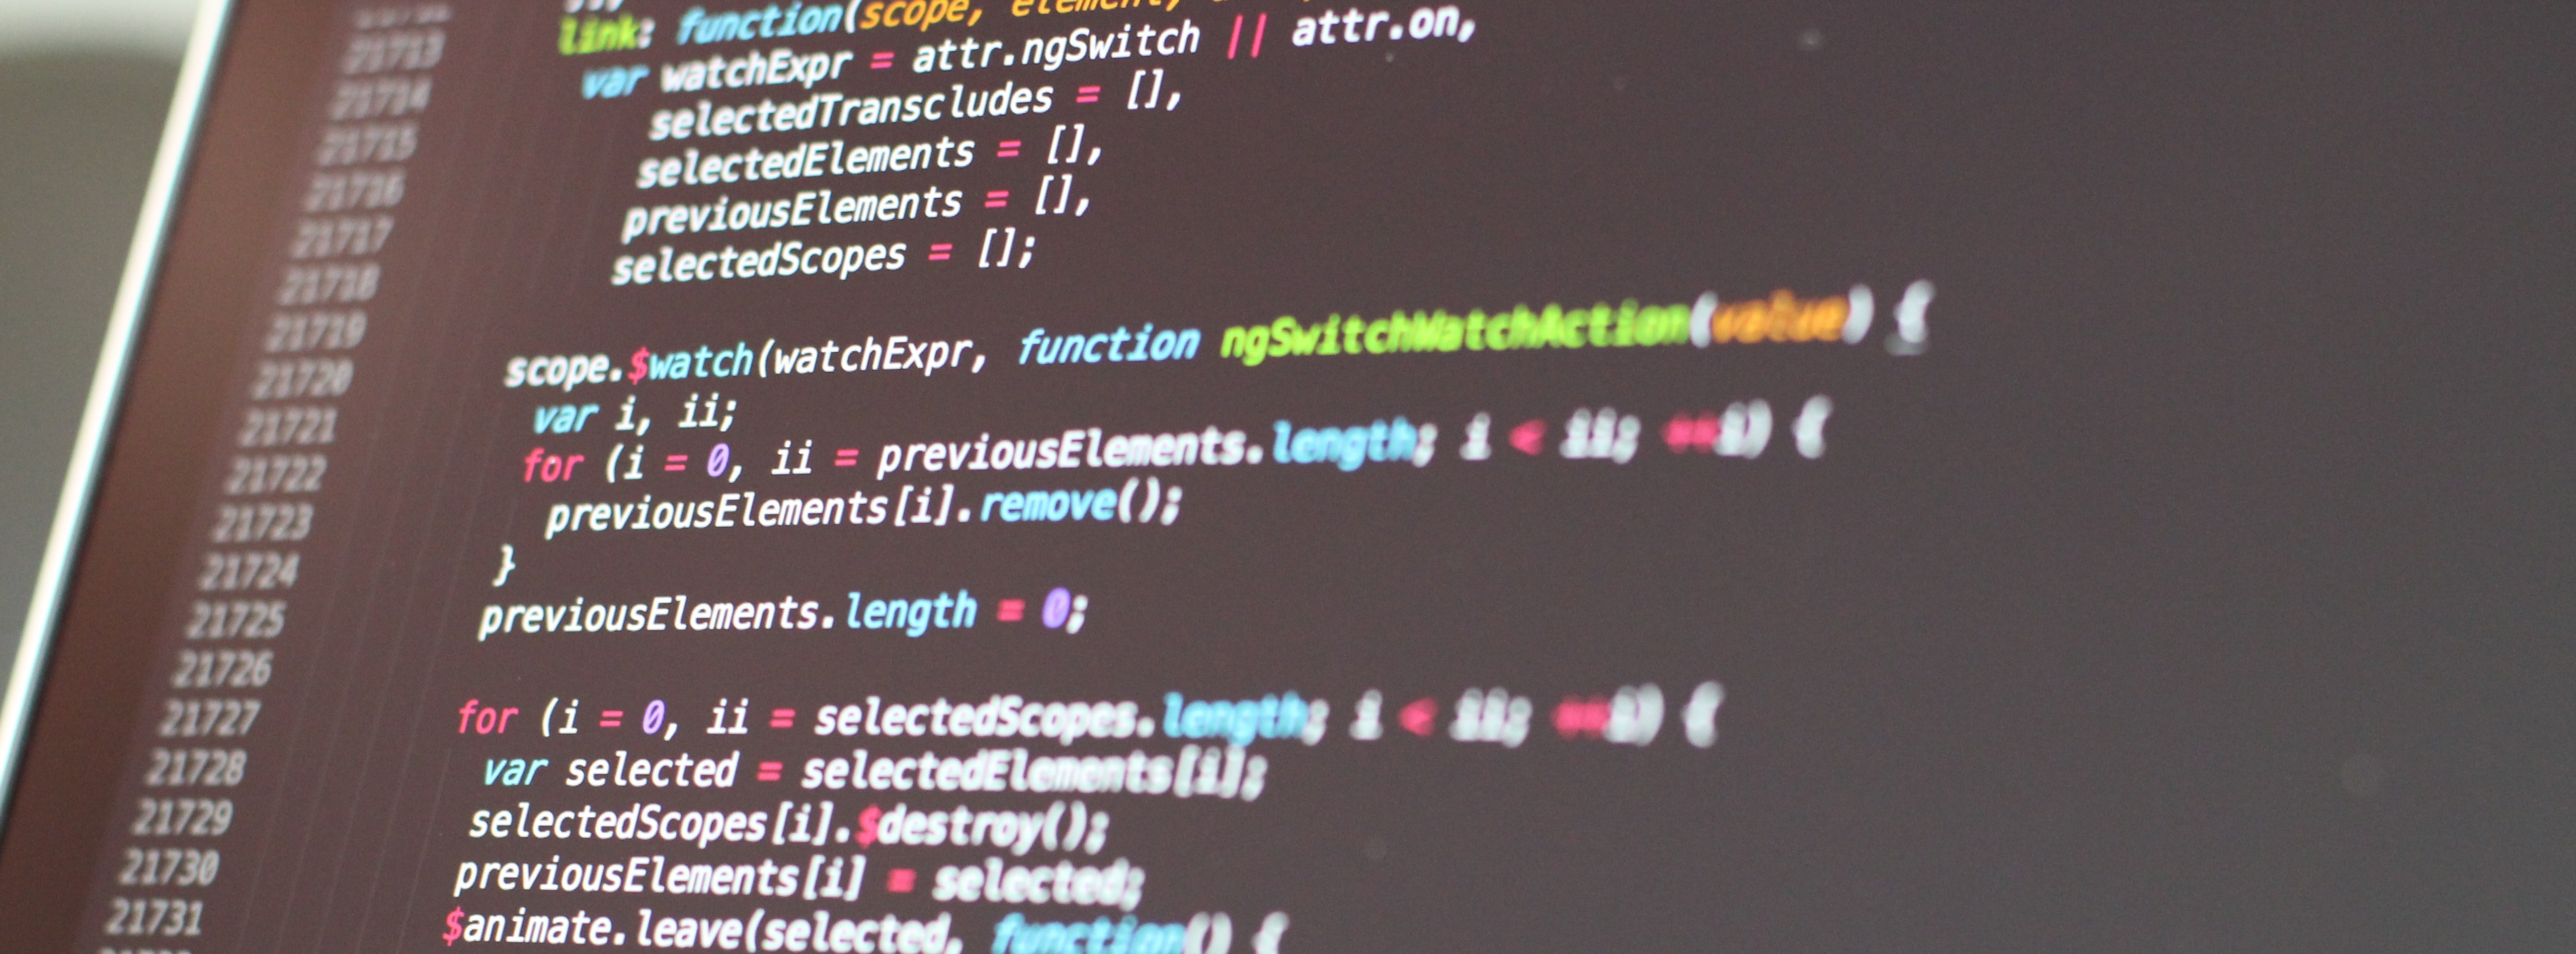 link: function(scope, element,
21713 var watchExpr = attr.ngSwitch || attr.on,
21714 selectedTranscludes = [],
21715 selectedElements = [],
21716 previousElements = [],
21717 selectedScopes = [];
21718
21719 scope.$watch(watchExpr, function ngSwitchWatchAction(value) {
21720 var i, ii;
21721 for (i = 0, ii = previousElements.length; i < ii; ++i) {
21722 previousElements[i].remove();
21723 }
21724 previousElements.length = 0;
21725
21726 for (i = 0, ii = selectedScopes.length; i < ii; ++i) {
21727 var selected = selectedElements[i];
21728 selectedScopes[i].$destroy();
21729 previousElements[i] = selected;
21730 $animate.leave(selected, function() {
21731